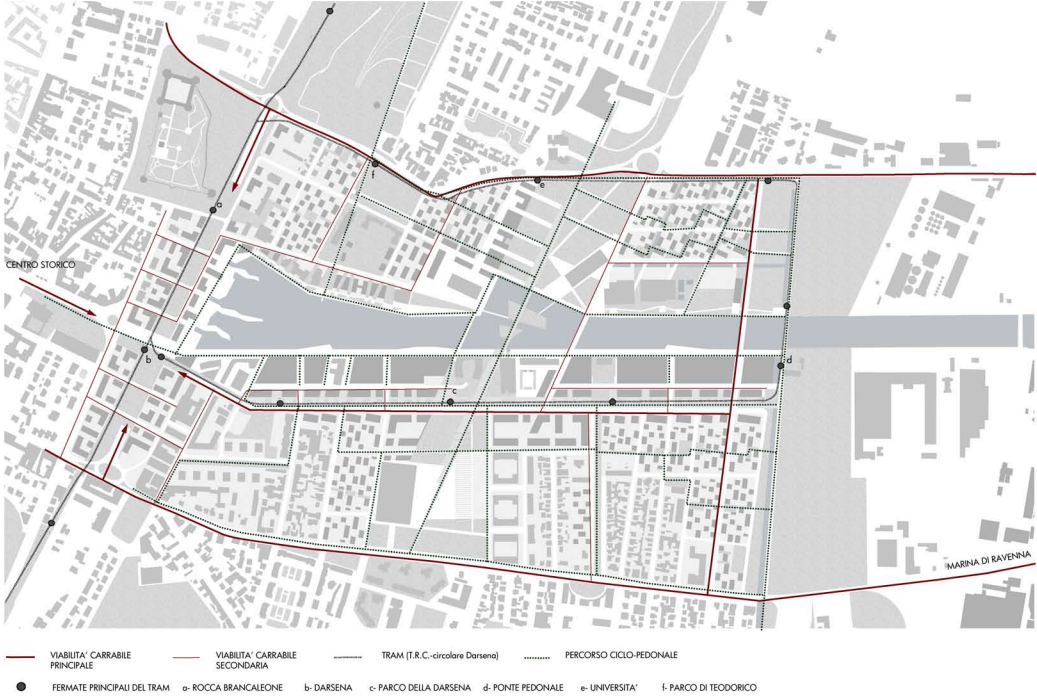 f
e
a
CENTRO STORICO
b
d
c
MARINA DI RAVENNA
VIABILITA' CARRABILE PRINCIPALE
VIABILITA' CARRABILE SECONDARIA
TRAM (T.R.C.-circolare Darsena)
PERCORSO CICLO-PEDONALE
FERMATE PRINCIPALI DEL TRAM
a- ROCCA BRANCALEONE
b- DARSENA
c- PARCO DELLA DARSENA
d- PONTE PEDONALE
e- UNIVERSITA'
f- PARCO DI TEODORICO